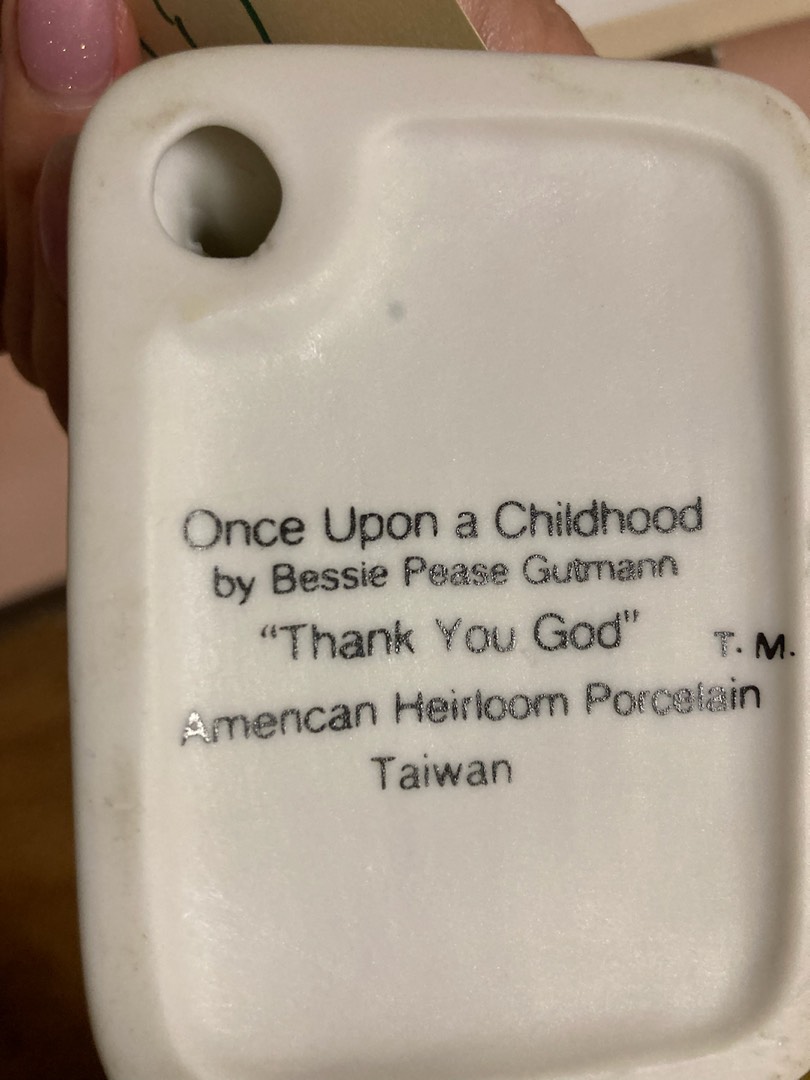 Once Upon a Childhood
by Bessie Pease Gutmann
“Thank You God” T. M.
American Heirloom Porcelain
Taiwan